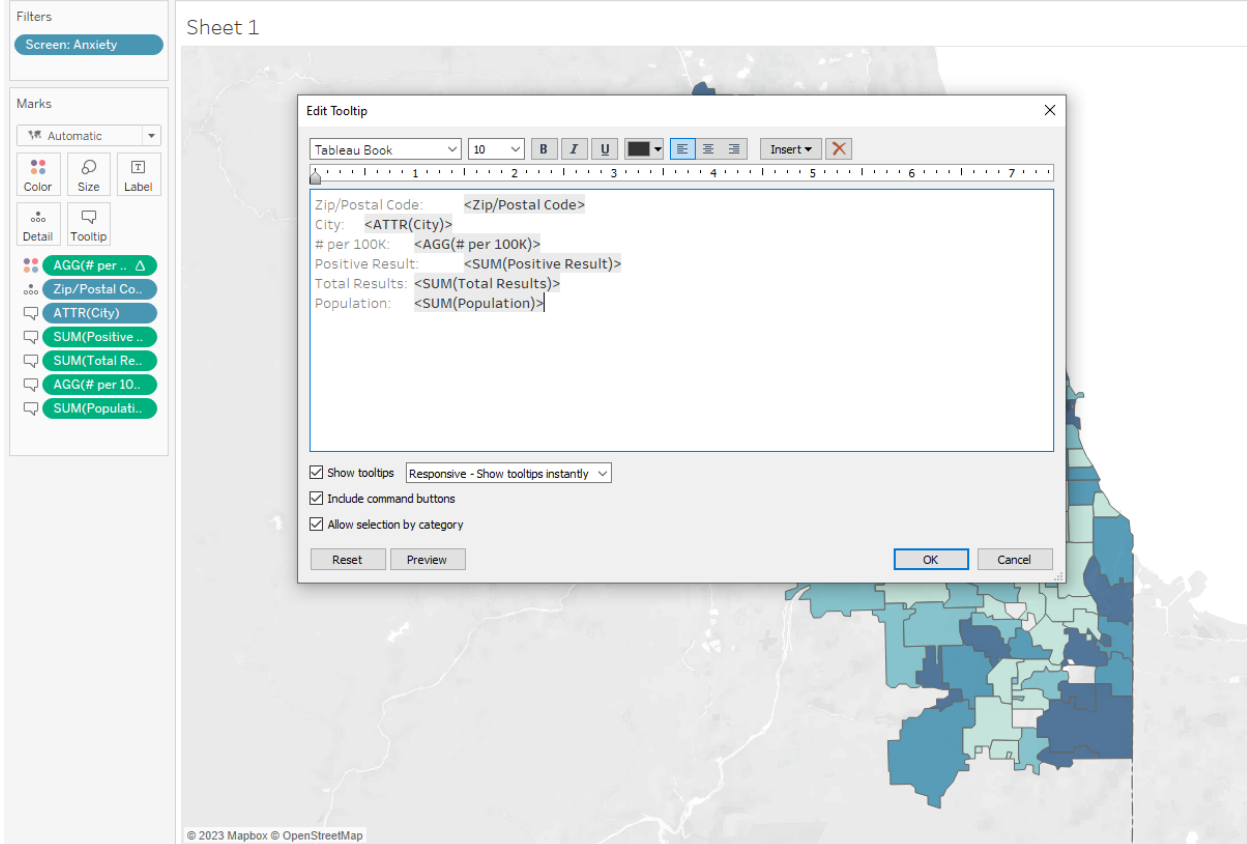 Filters
Screen: Anxiety
Marks
Automatic
Color Size Label
Detail Tooltip
AGG(# per .. Δ
Zip/Postal Co..
ATTR(City)
SUM(Positive ..
SUM(Total Re..
AGG(# per 10..
SUM(Populati..
Sheet 1
Edit Tooltip
Tableau Book 10 B I U Insert
1 2 3 4 5 6 7
Zip/Postal Code: <Zip/Postal Code>
City: <ATTR(City)>
# per 100K: <AGG(# per 100K)>
Positive Result: <SUM(Positive Result)>
Total Results: <SUM(Total Results)>
Population: <SUM(Population)>
Show tooltips Responsive - Show tooltips instantly
Include command buttons
Allow selection by category
Reset Preview OK Cancel
© 2023 Mapbox © OpenStreetMap